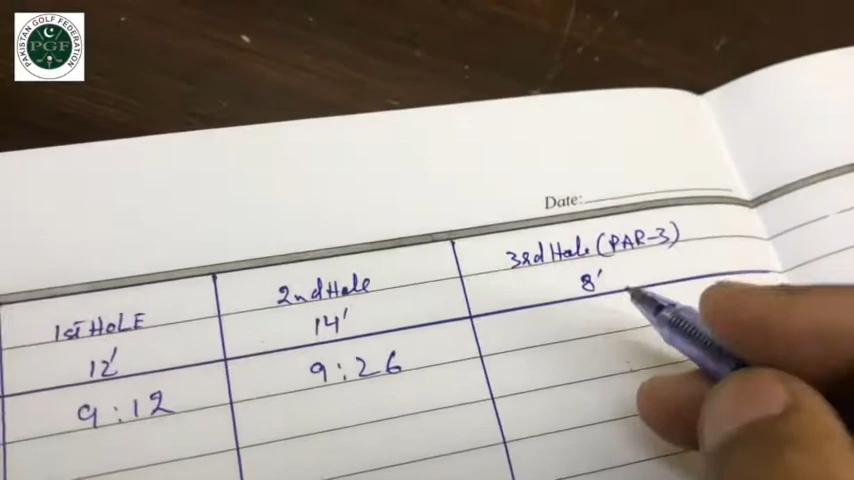 PAKISTAN GOLF FEDERATION
PGF
Date:
1st HOLE
2nd Hole
3rd Hole (PAR-3)
12'
14'
8'
9:12
9:26